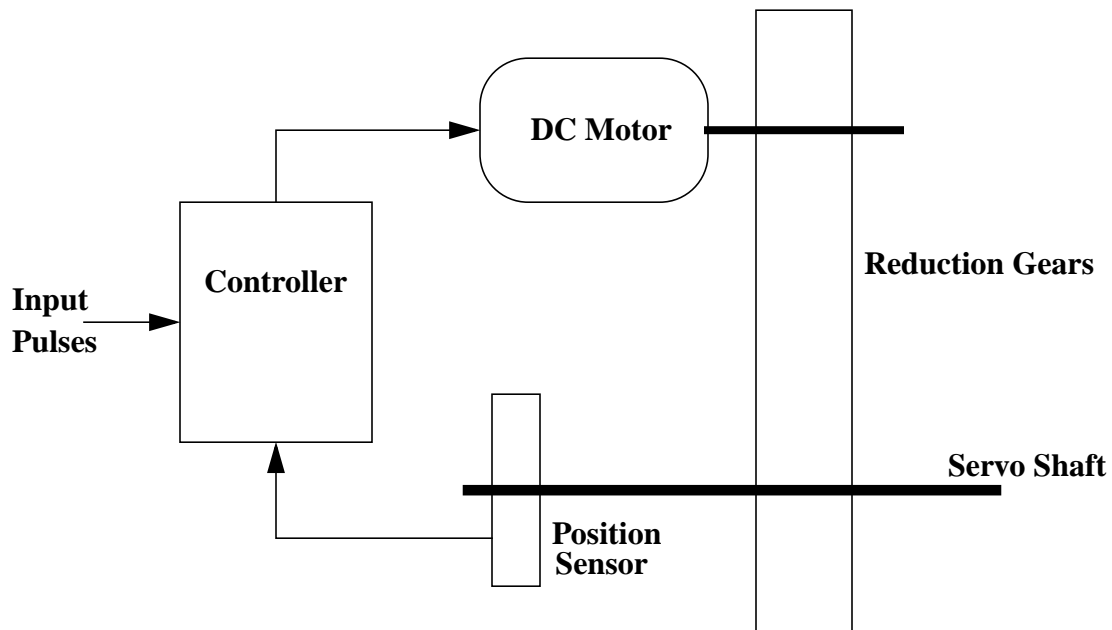 DC Motor
Reduction Gears
Controller
Input
Pulses
Servo Shaft
Position
Sensor